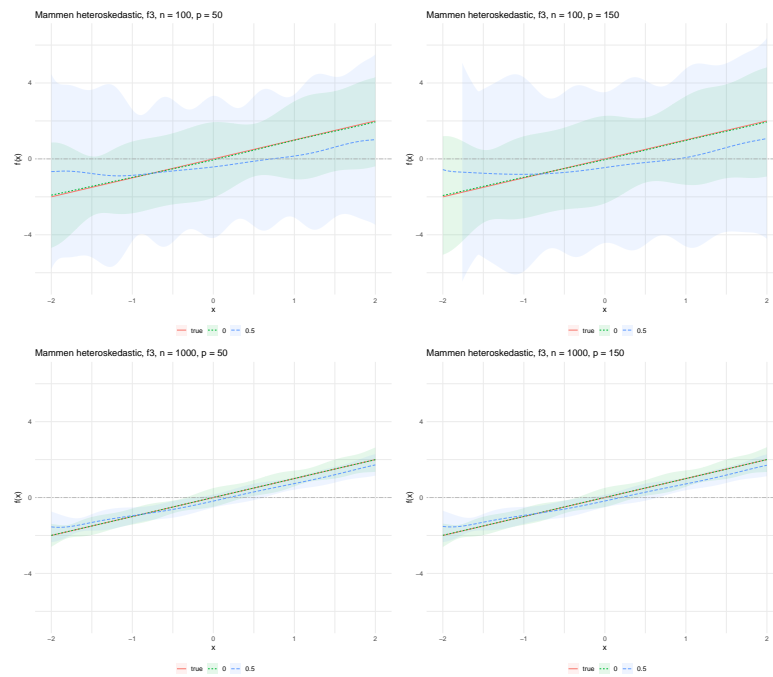 Mammen heteroskedastic, f3, n = 100, p = 50
4
0
−4
f(x)
−2 −1 0 1 2
x
true 0 0.5
Mammen heteroskedastic, f3, n = 100, p = 150
4
0
−4
f(x)
−2 −1 0 1 2
x
true 0 0.5
Mammen heteroskedastic, f3, n = 1000, p = 50
4
0
−4
f(x)
−2 −1 0 1 2
x
true 0 0.5
Mammen heteroskedastic, f3, n = 1000, p = 150
4
0
−4
f(x)
−2 −1 0 1 2
x
true 0 0.5